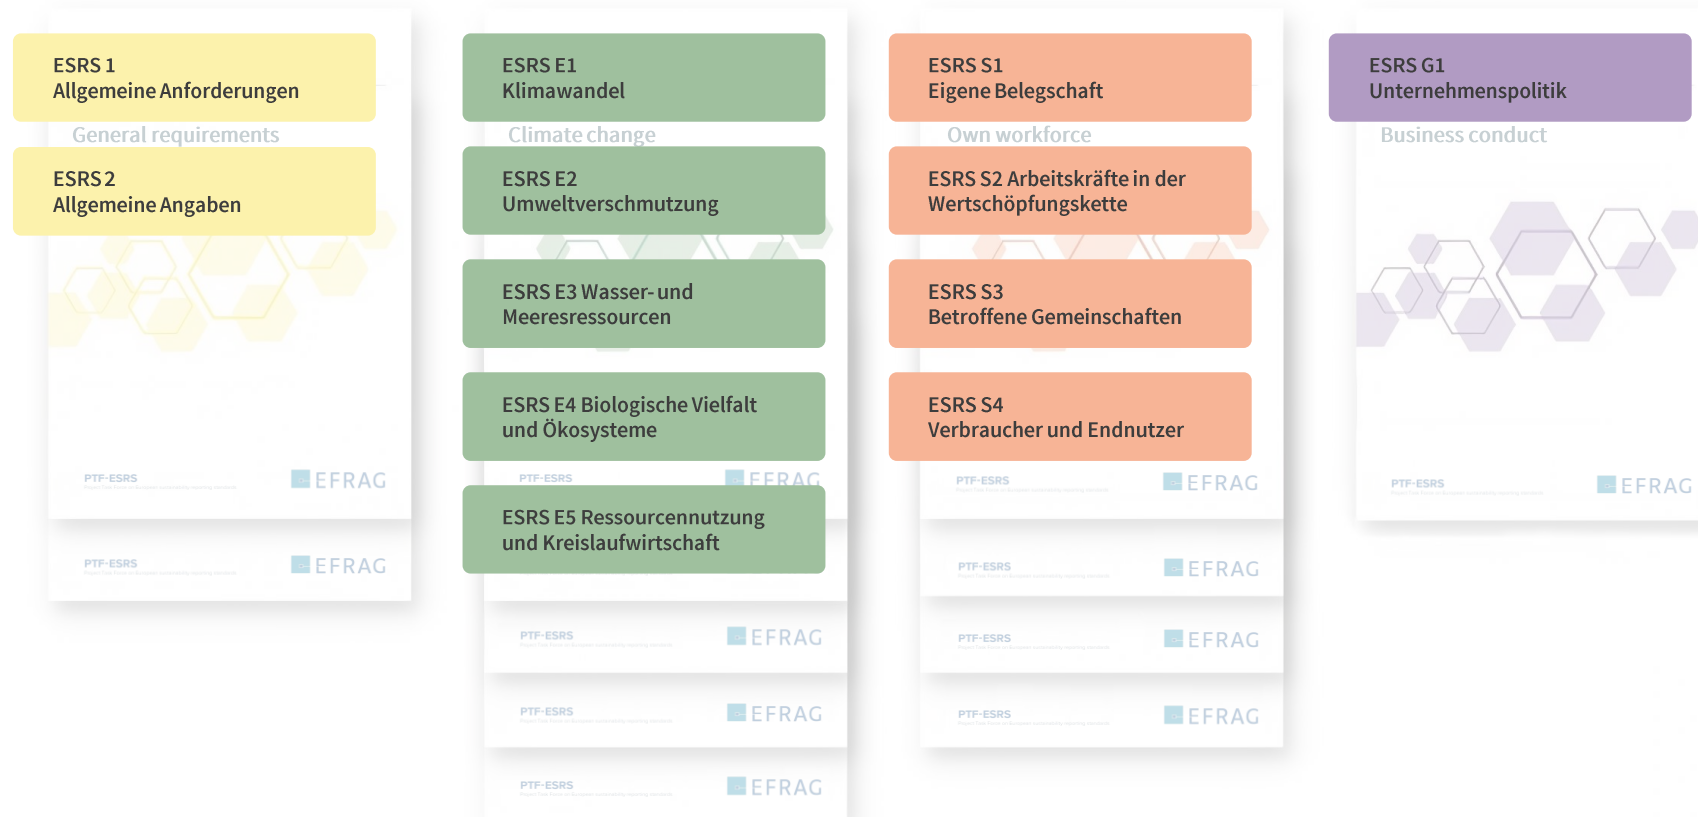 ESRS 1
Allgemeine Anforderungen
General requirements
ESRS 2
Allgemeine Angaben
PTF-ESRS
EFRAG
PTF-ESRS
EFRAG
ESRS E1
Klimawandel
Climate change
ESRS E2
Umweltverschmutzung
ESRS E3 Wasser- und
Meeresressourcen
ESRS E4 Biologische Vielfalt
und Ökosysteme
PTF-ESRS
EFRAG
ESRS E5 Ressourcennutzung
und Kreislaufwirtschaft
PTF-ESRS
EFRAG
PTF-ESRS
EFRAG
PTF-ESRS
EFRAG
ESRS S1
Eigene Belegschaft
Own workforce
ESRS S2 Arbeitskräfte in der
Wertschöpfungskette
ESRS S3
Betroffene Gemeinschaften
ESRS S4
Verbraucher und Endnutzer
PTF-ESRS
EFRAG
PTF-ESRS
EFRAG
PTF-ESRS
EFRAG
PTF-ESRS
EFRAG
ESRS G1
Unternehmenspolitik
Business conduct
PTF-ESRS
EFRAG